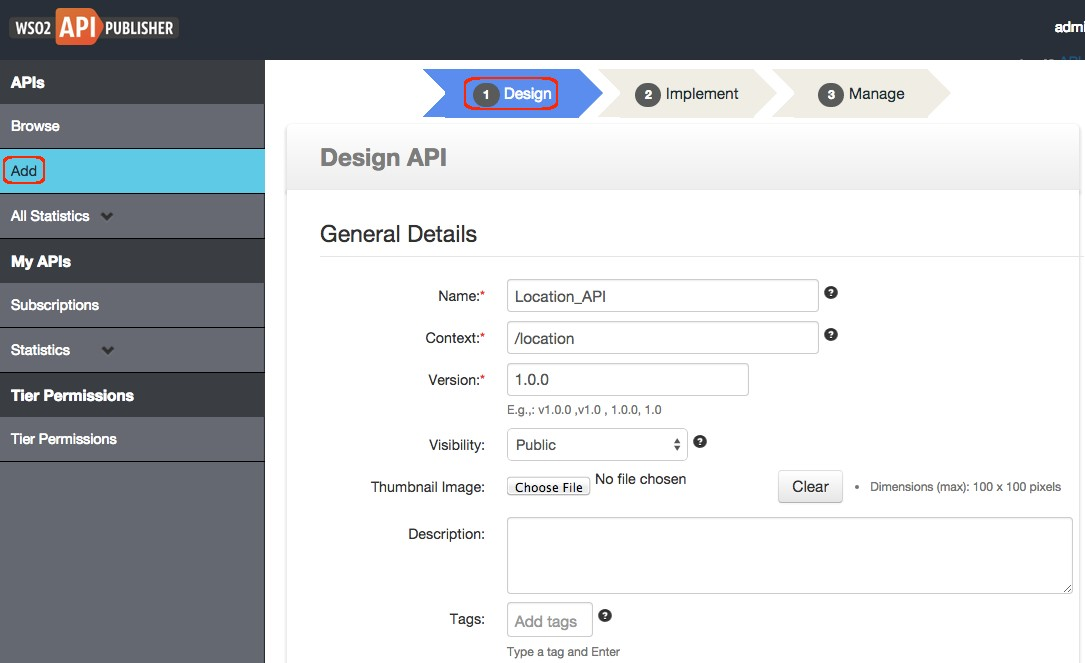 WSO2 API PUBLISHER
admi
APIs
Browse
Add
All Statistics
My APIs
Subscriptions
Statistics
Tier Permissions
Tier Permissions
1 Design
2 Implement
3 Manage
Design API
General Details
Name:*
Location_API
Context:*
/location
Version:*
1.0.0
E.g.,: v1.0.0 ,v1.0 , 1.0.0, 1.0
Visibility:
Public
Thumbnail Image:
Choose File No file chosen
Clear
• Dimensions (max): 100 x 100 pixels
Description:
Tags:
Add tags
Type a tag and Enter